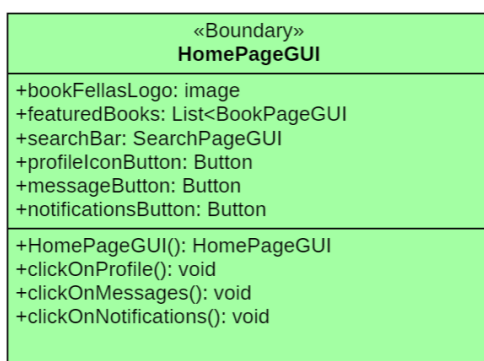 «Boundary»
HomePageGUI
+bookFellasLogo: image
+featuredBooks: List<BookPageGUI
+searchBar: SearchPageGUI
+profileIconButton: Button
+messageButton: Button
+notificationsButton: Button
+HomePageGUI(): HomePageGUI
+clickOnProfile(): void
+clickOnMessages(): void
+clickOnNotifications(): void